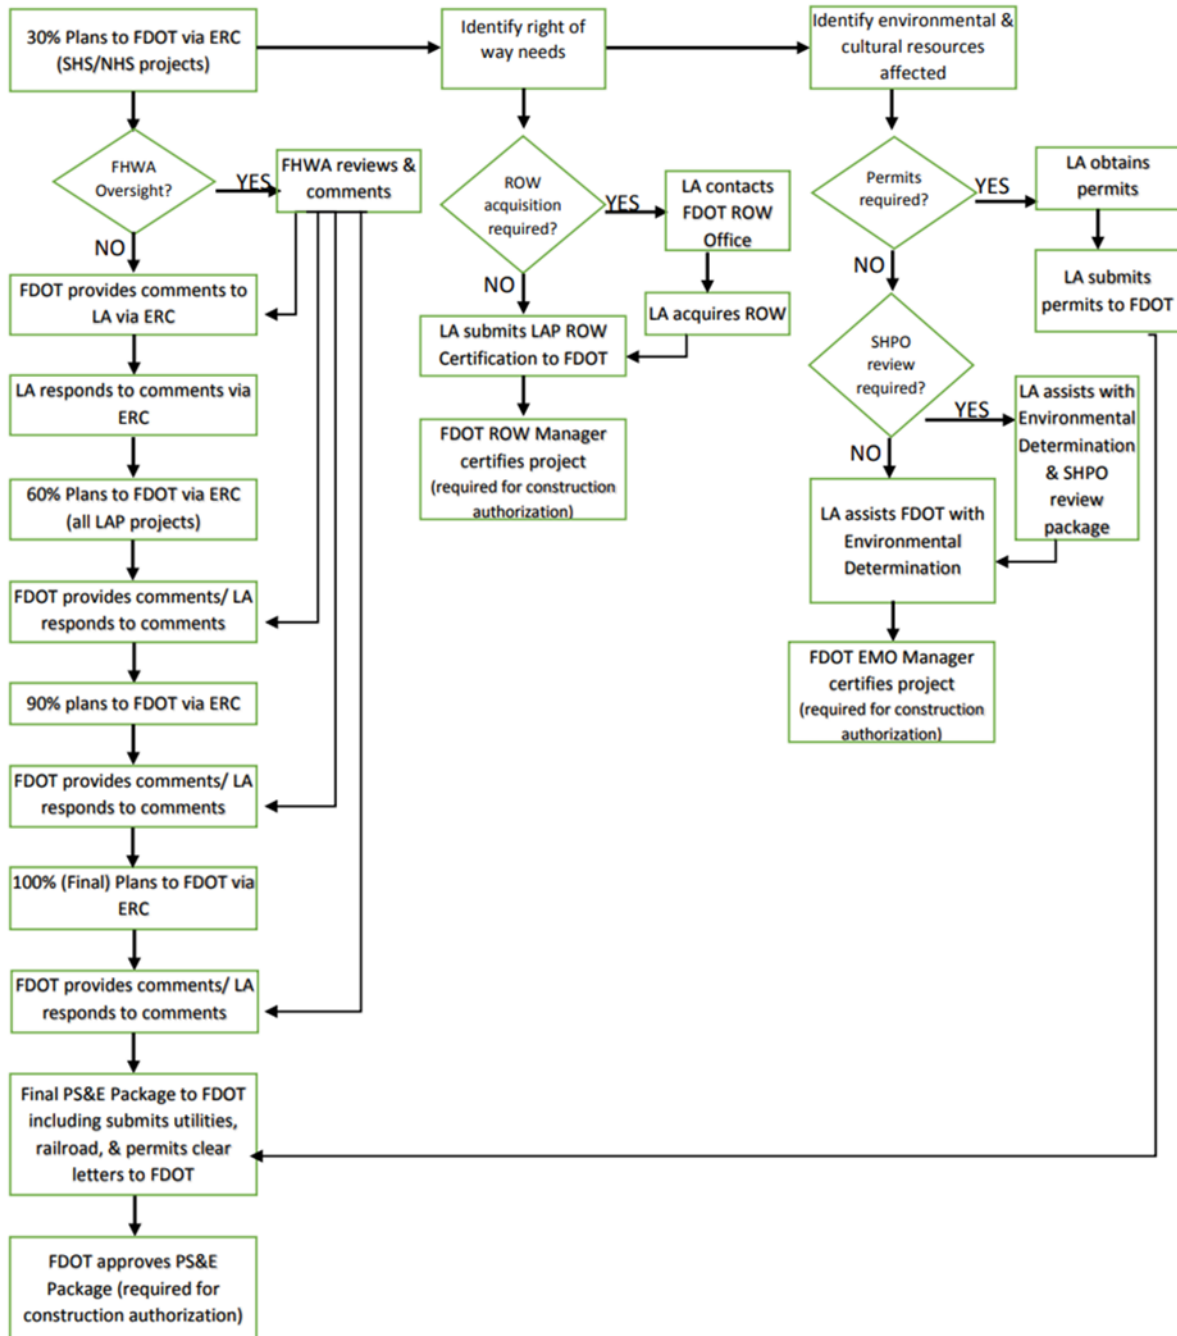 30% Plans to FDOT via ERC
(SHS/NHS projects)
Identify right of
way needs
Identify environmental &
cultural resources
affected
FHWA
Oversight?
YES
FHWA reviews &
comments
NO
FDOT provides comments to
LA via ERC
LA responds to comments via
ERC
60% Plans to FDOT via ERC
(all LAP projects)
FDOT provides comments/ LA
responds to comments
90% plans to FDOT via ERC
FDOT provides comments/ LA
responds to comments
100% (Final) Plans to FDOT via
ERC
FDOT provides comments/ LA
responds to comments
Final PS&E Package to FDOT
including submits utilities,
railroad, & permits clear
letters to FDOT
FDOT approves PS&E
Package (required for
construction authorization)
ROW
acquisition
required?
YES
LA contacts
FDOT ROW
Office
NO
LA acquires ROW
LA submits LAP ROW
Certification to FDOT
FDOT ROW Manager
certifies project
(required for construction
authorization)
Permits
required?
YES
LA obtains
permits
NO
LA submits
permits to FDOT
SHPO
review
required?
YES
LA assists with
Environmental
Determination
& SHPO
review
package
NO
LA assists FDOT with
Environmental
Determination
FDOT EMO Manager
certifies project
(required for construction
authorization)